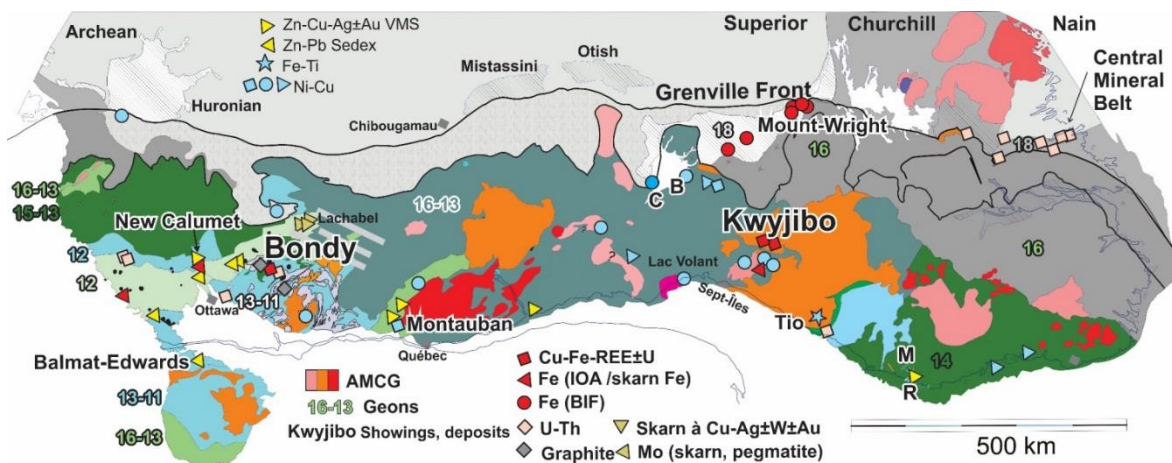 Archean
Zn-Cu-Ag±Au VMS
Zn-Pb Sedex
Fe-Ti
Ni-Cu
Huronian
Mistassini
Otish
Superior
Churchill
Nain
Central
Mineral
Belt
Chibougamau
Grenville Front
18
Mount-Wright
18
16
16-13
15-13
New Calumet
Lachabel
16-13
C
B
Bondy
Kwyjibo
16
12
12
Ottawa
13-11
Lac Volant
Sept-Îles
Tio
Montauban
Québec
M
14
R
Balmat-Edwards
13-11
16-13
AMCG
16-13 Geons
Kwyjibo Showings, deposits
Cu-Fe-REE±U
Fe (IOA /skarn Fe)
Fe (BIF)
U-Th
Graphite
Skarn à Cu-Ag±W±Au
Mo (skarn, pegmatite)
500 km